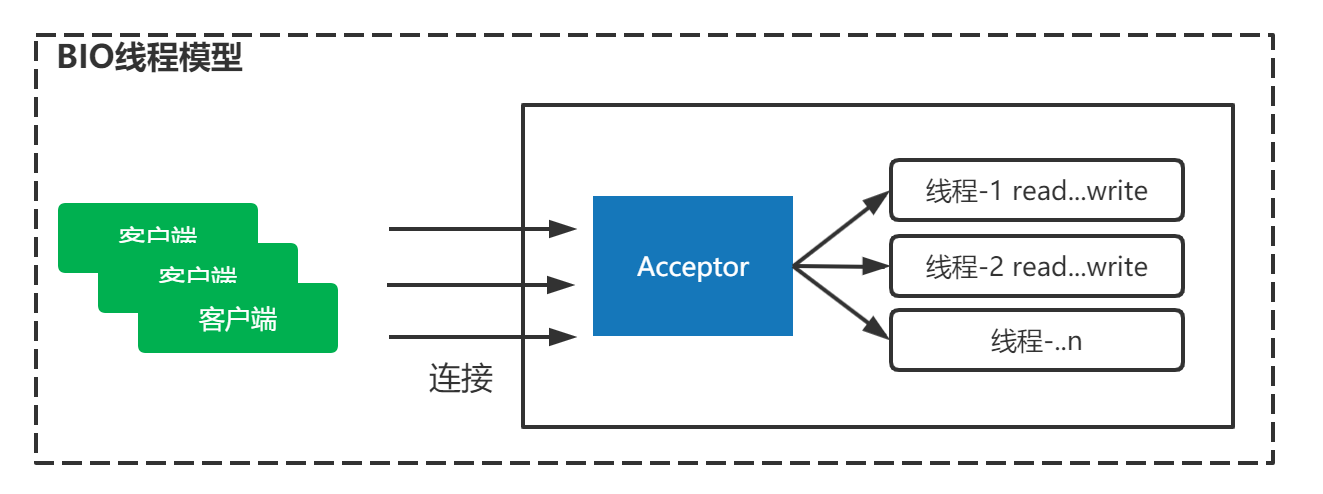 BIO线程模型
客户端
客户端
客户端
连接
Acceptor
线程-1 read...write
线程-2 read...write
线程-..n